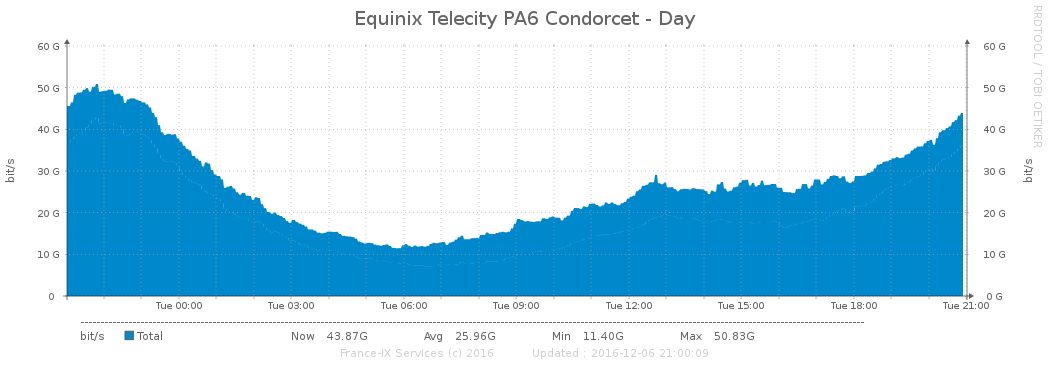 Equinix Telecity PA6 Condorcet - Day
RRDTOOL / TOBI OETIKER
60 G 60 G
50 G 50 G
40 G 40 G
30 G 30 G
20 G 20 G
10 G 10 G
0 0 G
bit/s bit/s
Tue 00:00 Tue 03:00 Tue 06:00 Tue 09:00 Tue 12:00 Tue 15:00 Tue 18:00 Tue 21:00
bit/s Total Now 43.87G Avg 25.96G Min 11.40G Max 50.83G
France-IX Services (c) 2016 Updated : 2016-12-06 21:00:09